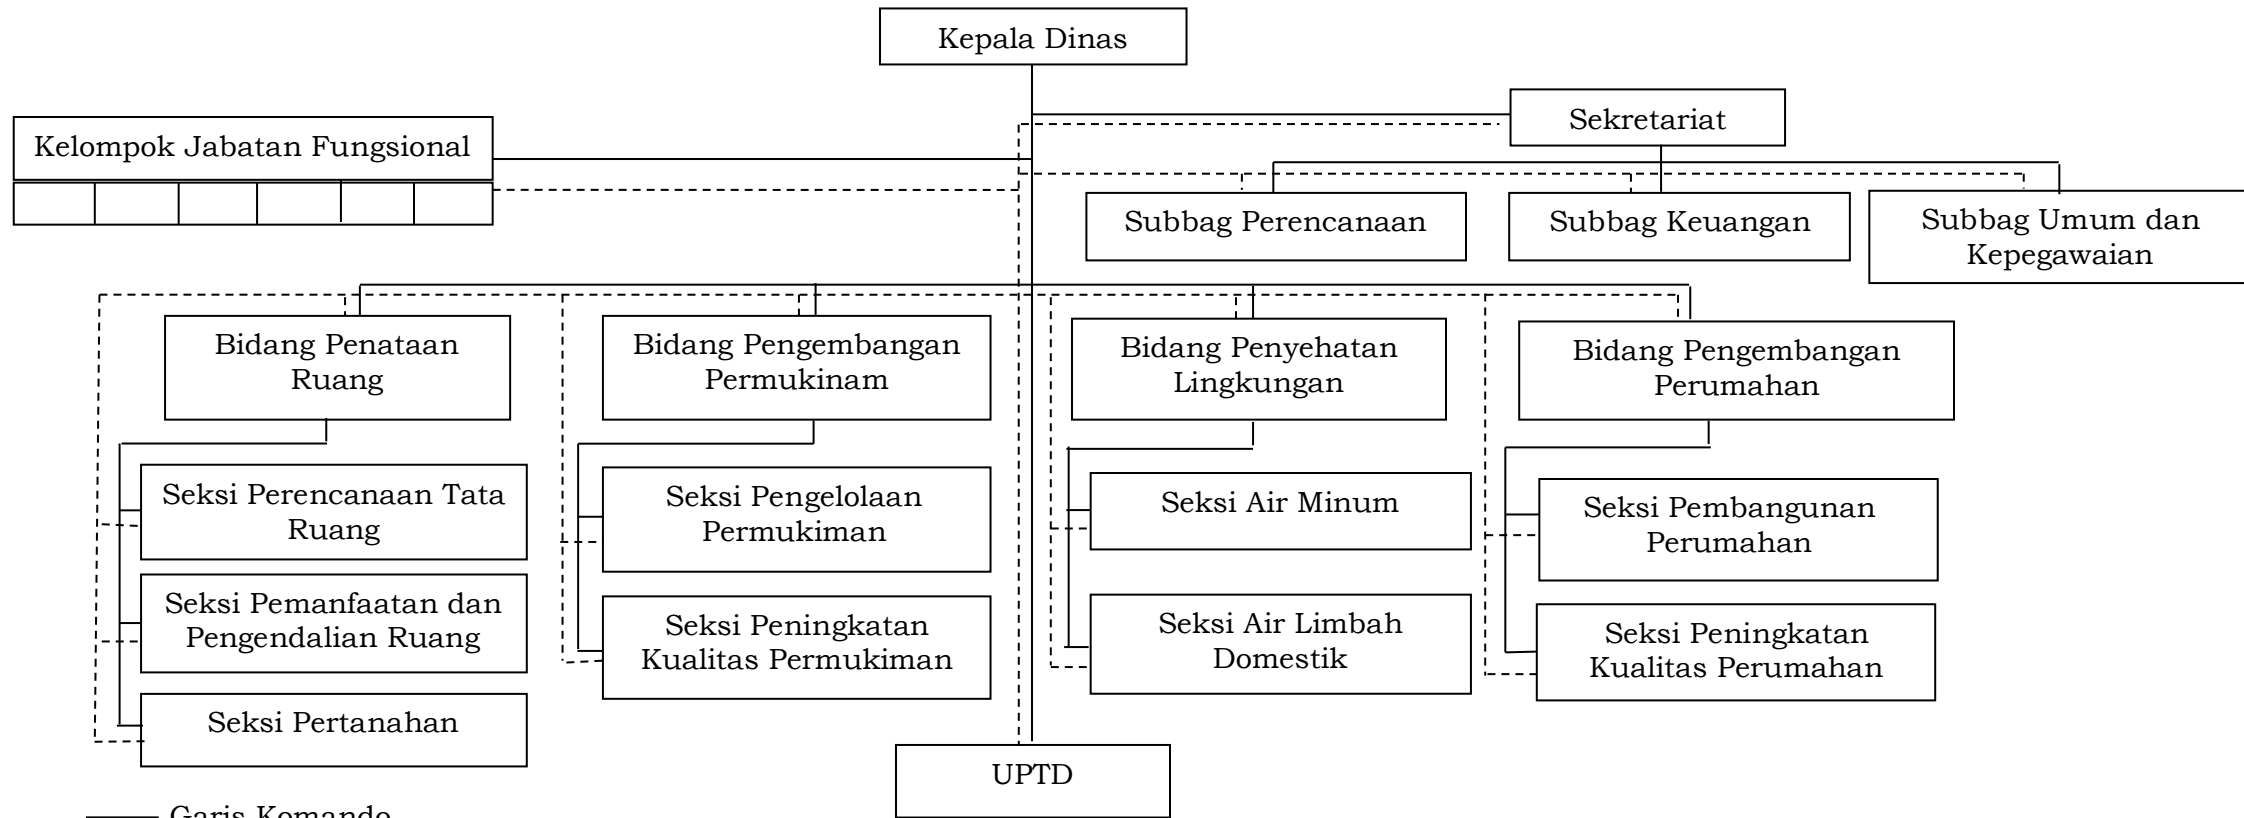 Kepala Dinas
Sekretariat
Kelompok Jabatan Fungsional
Subbag Perencanaan
Subbag Keuangan
Subbag Umum dan
Kepegawaian
Bidang Penataan
Ruang
Bidang Pengembangan
Permukinam
Bidang Penyehatan
Lingkungan
Bidang Pengembangan
Perumahan
Seksi Perencanaan Tata
Ruang
Seksi Pengelolaan
Permukiman
Seksi Air Minum
Seksi Pembangunan
Perumahan
Seksi Pemanfaatan dan
Pengendalian Ruang
Seksi Peningkatan
Kualitas Permukiman
Seksi Air Limbah
Domestik
Seksi Peningkatan
Kualitas Perumahan
Seksi Pertanahan
UPTD
Garis Komando